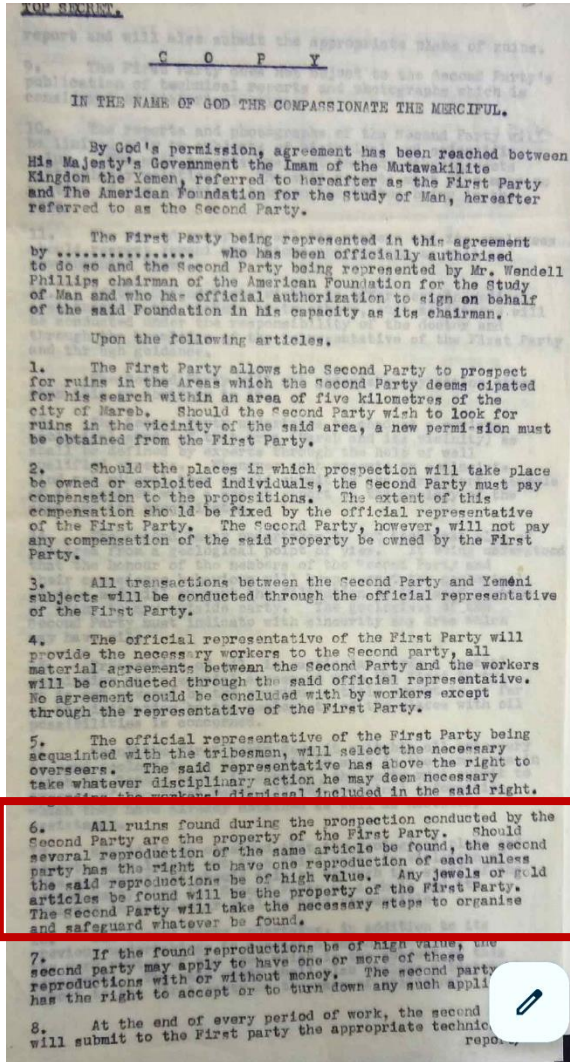 TOP SECRET.
C O P Y
IN THE NAME OF GOD THE COMPASSIONATE THE MERCIFUL.
By God's permission, agreement has been reached between
His Majesty's Govennment the Imam of the Mutawakilite
Kingdom the Yemen, referred to hereafter as the First Party
and The American Foundation for the Study of Man, hereafter
referred to as the Second Party.
The First Party being represented in this agreement
by ................ who has been officially authorised
to do so and the Second Party being represented by Mr. Wendell
Phillips chairman of the American Foundation for the Study
of Man and who has official authorization to sign on behalf
of the said Foundation in his capacity as its chairman.
Upon the following articles.
1. The First Party allows the Second Party to prospect
for ruins in the Areas which the Second Party deems cipated
for his search within an area of five kilometres of the
city of Mareb. Should the Second Party wish to look for
ruins in the vicinity of the said area, a new permission must
be obtained from the First Party.
2. Should the places in which prospection will take place
be owned or exploited individuals, the Second Party must pay
compensation to the propositions. The extent of this
compensation should be fixed by the official representative
of the First Party. The Second Party, however, will not pay
any compensation of the said property be owned by the First
Party.
3. All transactions between the Second Party and Yemeni
subjects will be conducted through the official representative
of the First Party.
4. The official representative of the First Party will
provide the necessary workers to the Second party, all
material agreements betwenn the Second Party and the workers
will be conducted through the said official representative.
No agreement could be concluded with by workers except
through the representative of the First Party.
5. The official representative of the First Party being
acquainted with the tribesmen, will select the necessary
overseers. The said representative has above the right to
take whatever disciplinary action he may deem necessary
the workers' dismissal included in the said right.
6. All ruins found during the prospection conducted by the
Second Party are the property of the First Party. Should
several reproduction of the same article be found, the second
party has the right to have one reproduction of each unless
the said reproductions be of high value. Any jewels or gold
articles be found will be the property of the First Party.
The Second Party will take the necessary steps to organise
and safeguard whatever be found.
7. If the found reproductions be of high value, the
second party may apply to have one or more of these
reproductions with or without money. The second party
has the right to accept or to turn down any such appli
8. At the end of every period of work, the second
will submit to the First party the appropriate technic
report